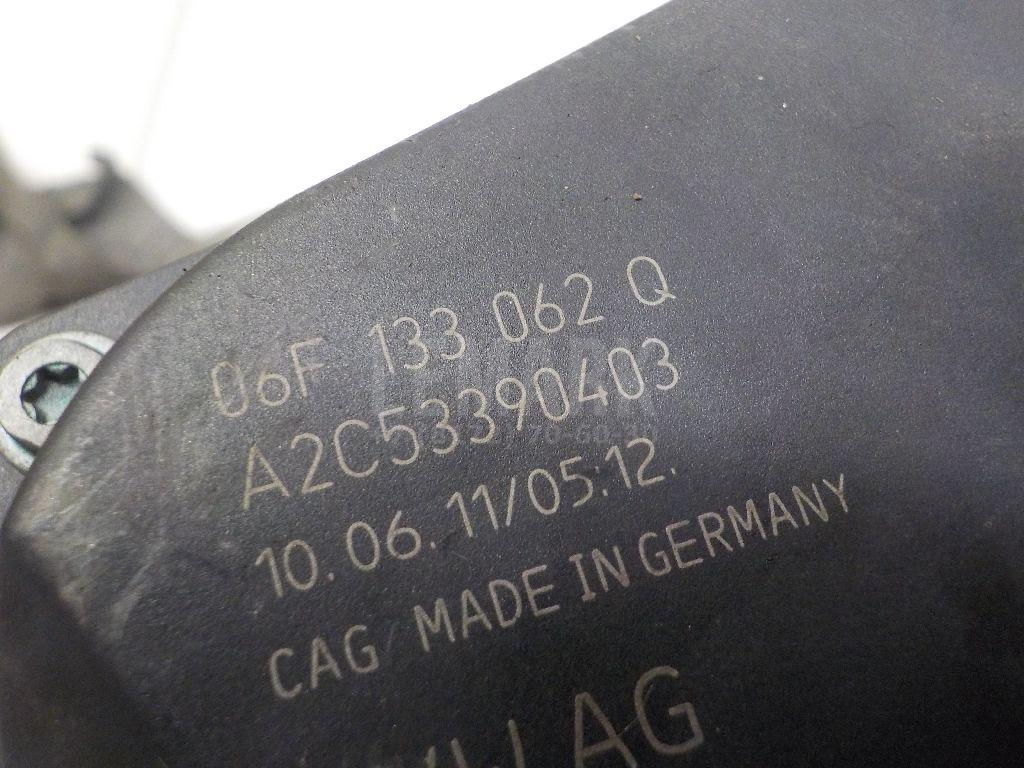 06F 133 062 Q
A2C53390403
10.06.11/05:12.
CAG MADE IN GERMANY
AG